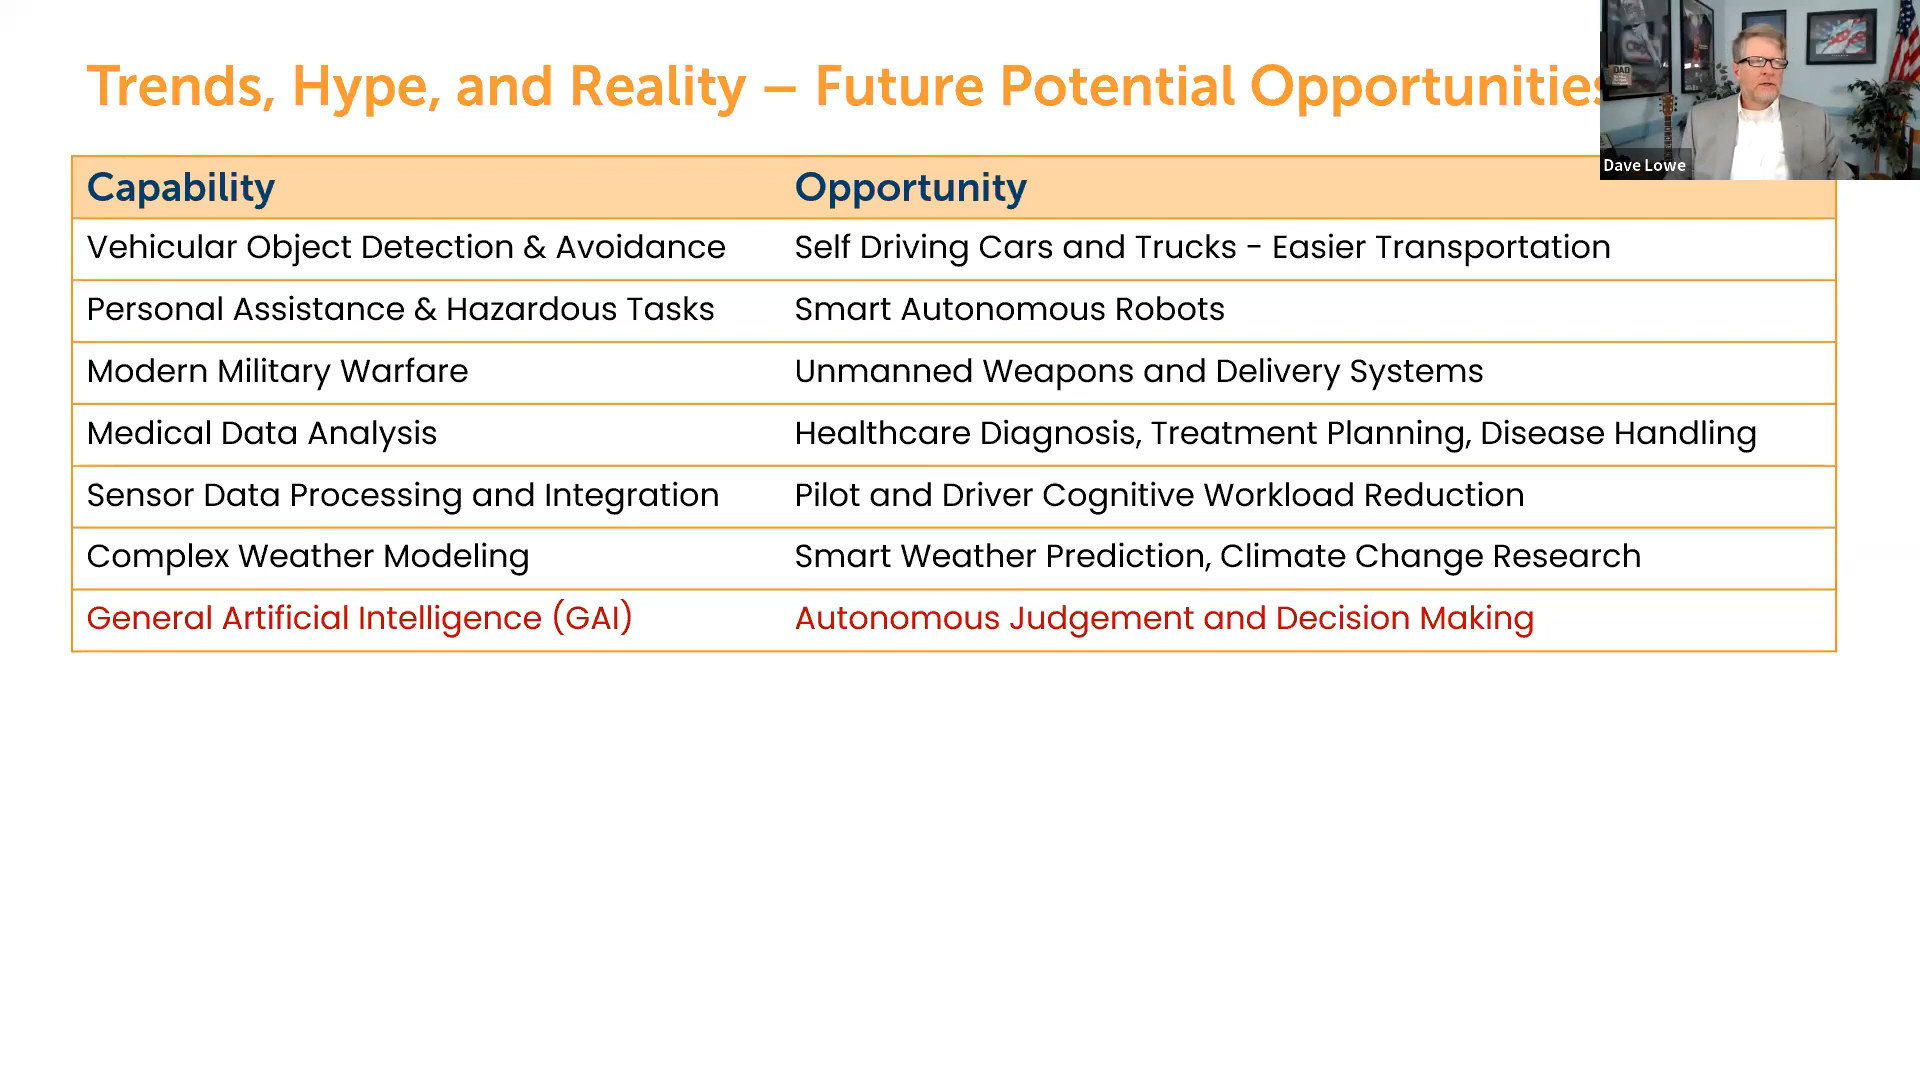 Trends, Hype, and Reality – Future Potential Opportunities
DAD
Dave Lowe
Capability Opportunity
Vehicular Object Detection & Avoidance Self Driving Cars and Trucks - Easier Transportation
Personal Assistance & Hazardous Tasks Smart Autonomous Robots
Modern Military Warfare Unmanned Weapons and Delivery Systems
Medical Data Analysis Healthcare Diagnosis, Treatment Planning, Disease Handling
Sensor Data Processing and Integration Pilot and Driver Cognitive Workload Reduction
Complex Weather Modeling Smart Weather Prediction, Climate Change Research
General Artificial Intelligence (GAI) Autonomous Judgement and Decision Making